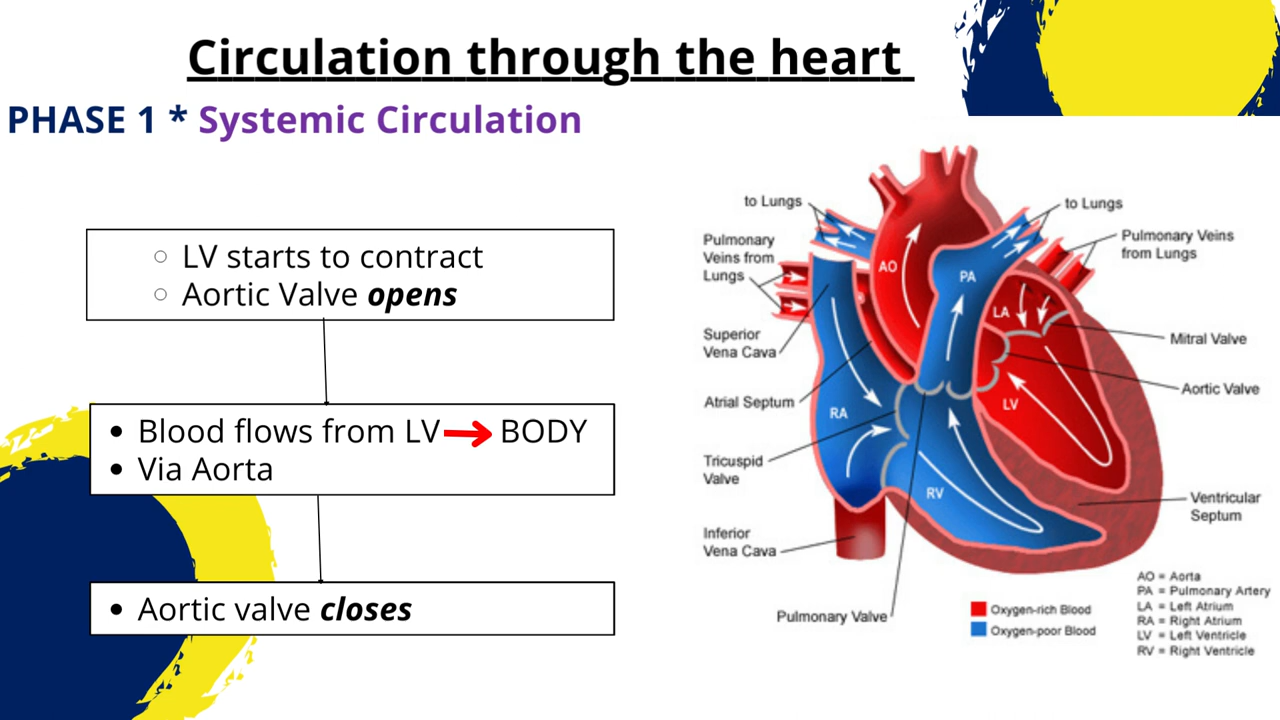 Circulation through the heart
PHASE 1 * Systemic Circulation
LV starts to contract
Aortic Valve opens
Blood flows from LV BODY
Via Aorta
Aortic valve closes
to Lungs
to Lungs
Pulmonary
Veins from
Lungs
Pulmonary Veins
from Lungs
AO
PA
LA
Superior
Vena Cava
Mitral Valve
Aortic Valve
Atrial Septum
RA
LV
Tricuspid
Valve
RV
Ventricular
Septum
Inferior
Vena Cava
Pulmonary Valve
Oxygen-rich Blood
Oxygen-poor Blood
AO = Aorta
PA = Pulmonary Artery
LA = Left Atrium
RA = Right Atrium
LV = Left Ventricle
RV = Right Ventricle